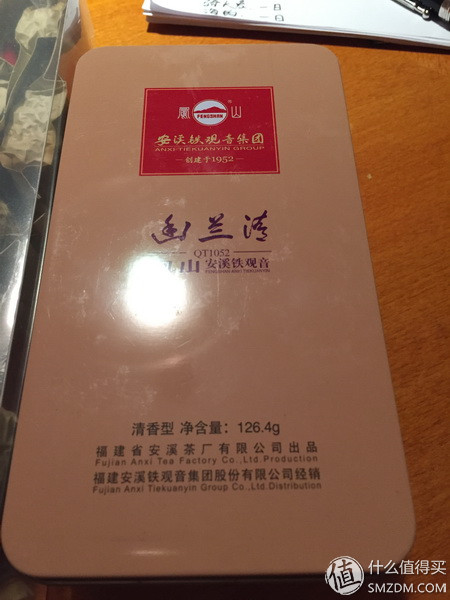 凤 山
FENGSHAN
®
安溪铁观音集团
ANXI TIEKUANYIN GROUP
创建于1952
幽兰清
QT1052
山 安溪铁观音
清香型 净含量: 126.4g
福建省安溪茶厂有限公司出品
Fujian Anxi Tea Factory Co.,Ltd.Production
福建安溪铁观音集团股份有限公司经销
Fujian Anxi Tiekuanyin Group Co.,Ltd.Distribution
值 什么值得买
SMZDM.COM